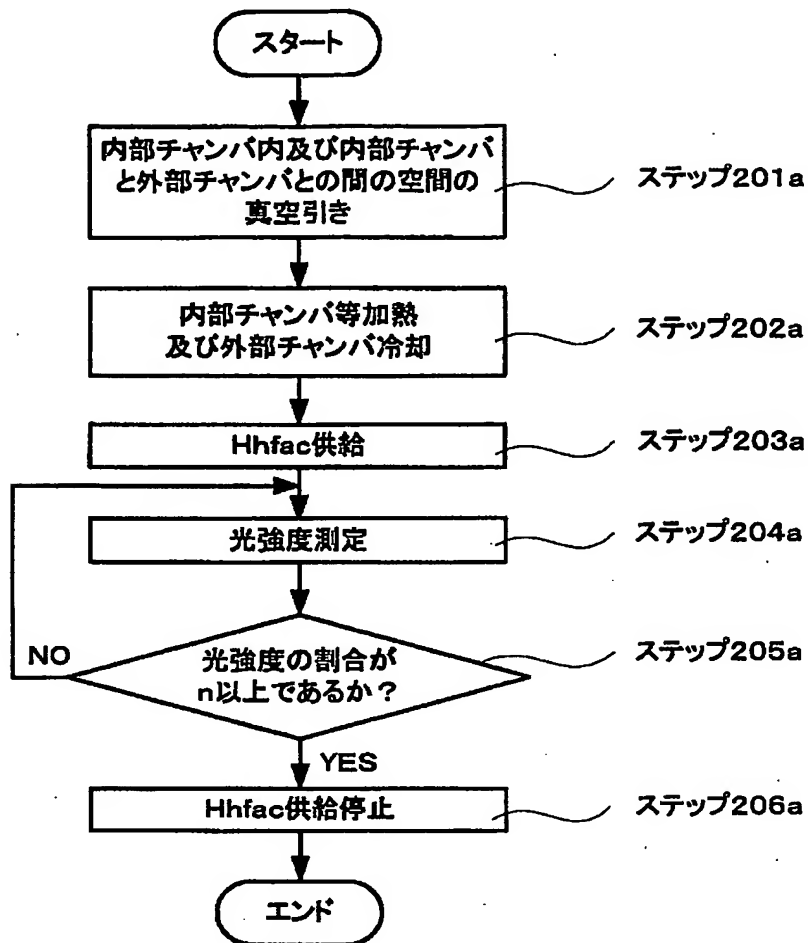 スタート
内部チャンバ内及び内部チャンバ
と外部チャンバとの間の空間の
真空引き
ステップ201a
内部チャンバ等加熱
及び外部チャンバ冷却
ステップ202a
Hhfac供給
ステップ203a
光強度測定
ステップ204a
光強度の割合が
n以上であるか?
ステップ205a
NO
YES
Hhfac供給停止
ステップ206a
エンド